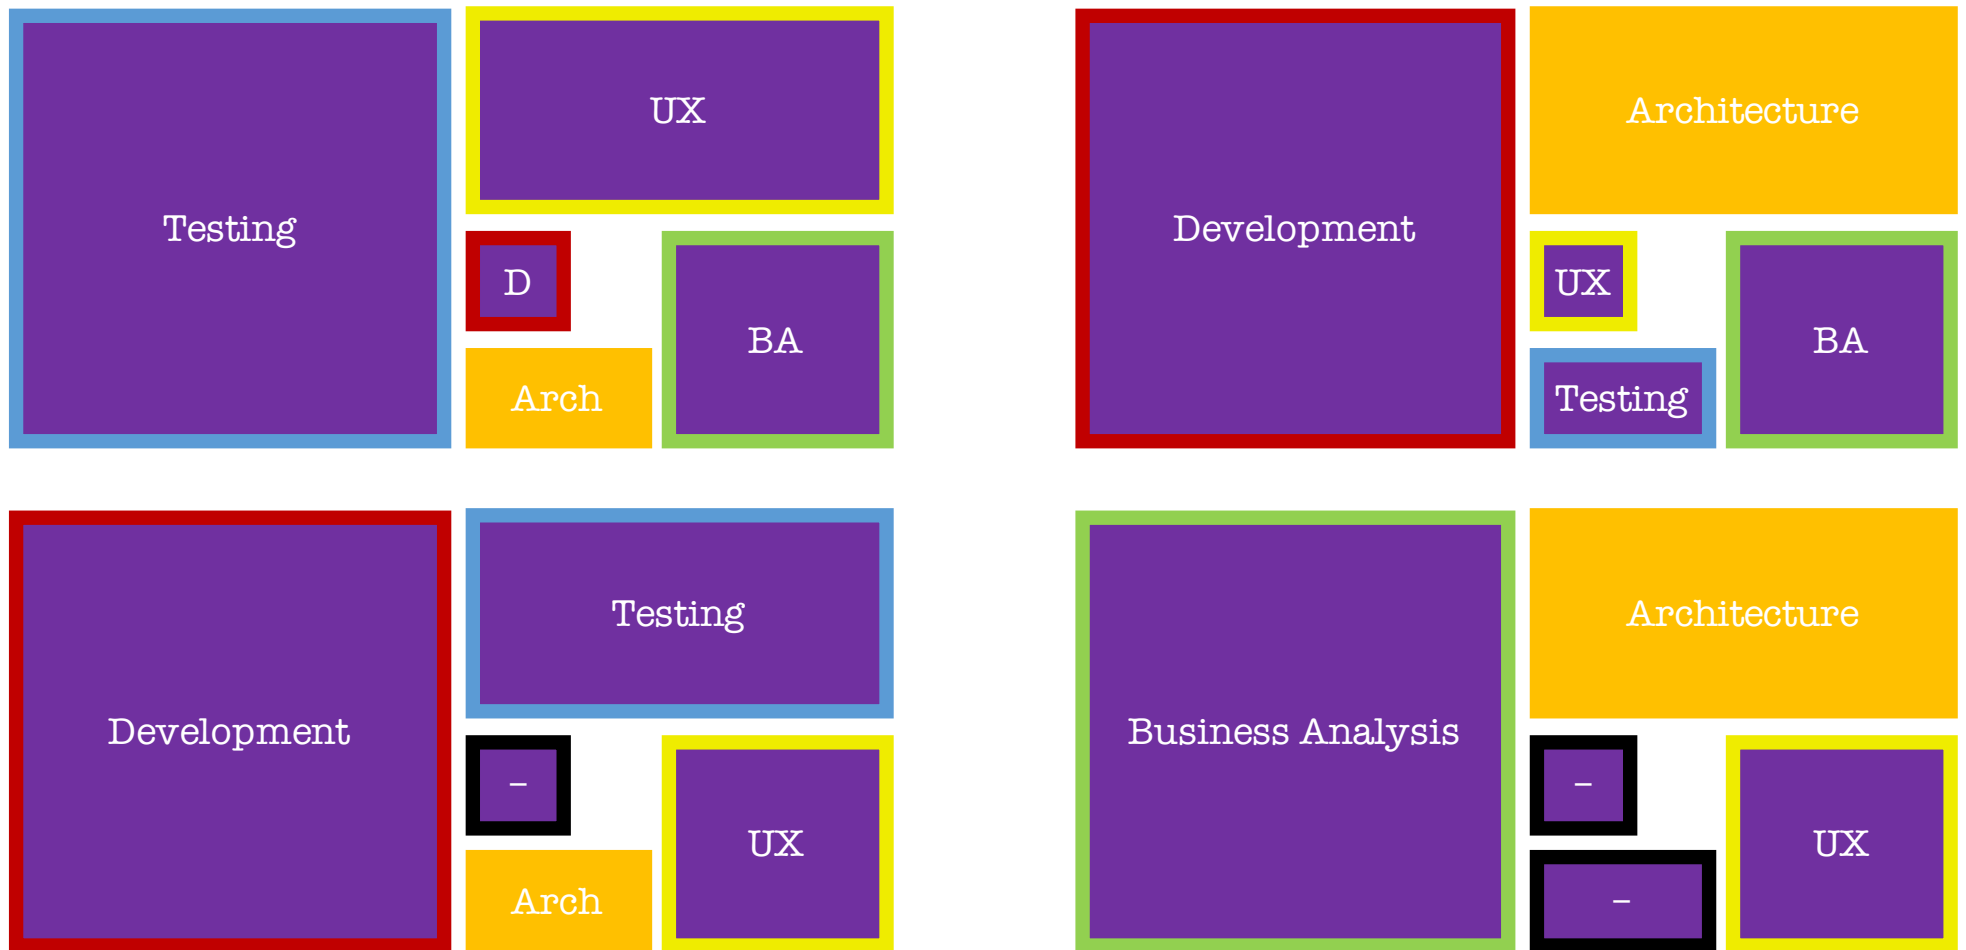 Testing
UX
D
BA
Arch
Development
Architecture
UX
BA
Testing
Development
Testing
–
UX
Arch
Business Analysis
Architecture
–
UX
–